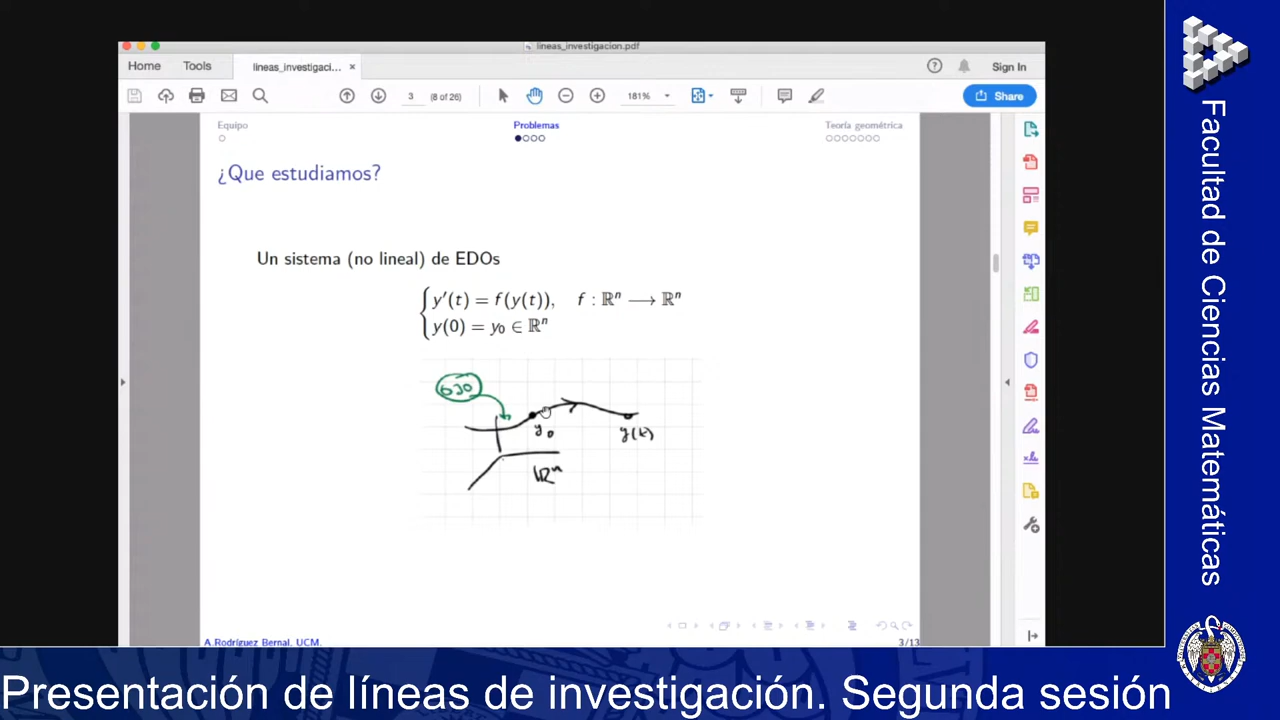 lineas_investigacion.pdf
Home
Tools
lineas_investigaci...
×
Sign In
3
(8 of 26)
181%
Share
Equipo
Problemas
Teoría geométrica
¿Que estudiamos?
Un sistema (no lineal) de EDOs
y′(t) = f(y(t)), f : ℝⁿ ⟶ ℝⁿ
y(0) = y₀ ∈ ℝⁿ
y₀
y(t)
ℝⁿ
A.Rodríguez Bernal, UCM.
3/13
Facultad de Ciencias Matemáticas
Presentación de líneas de investigación. Segunda sesión